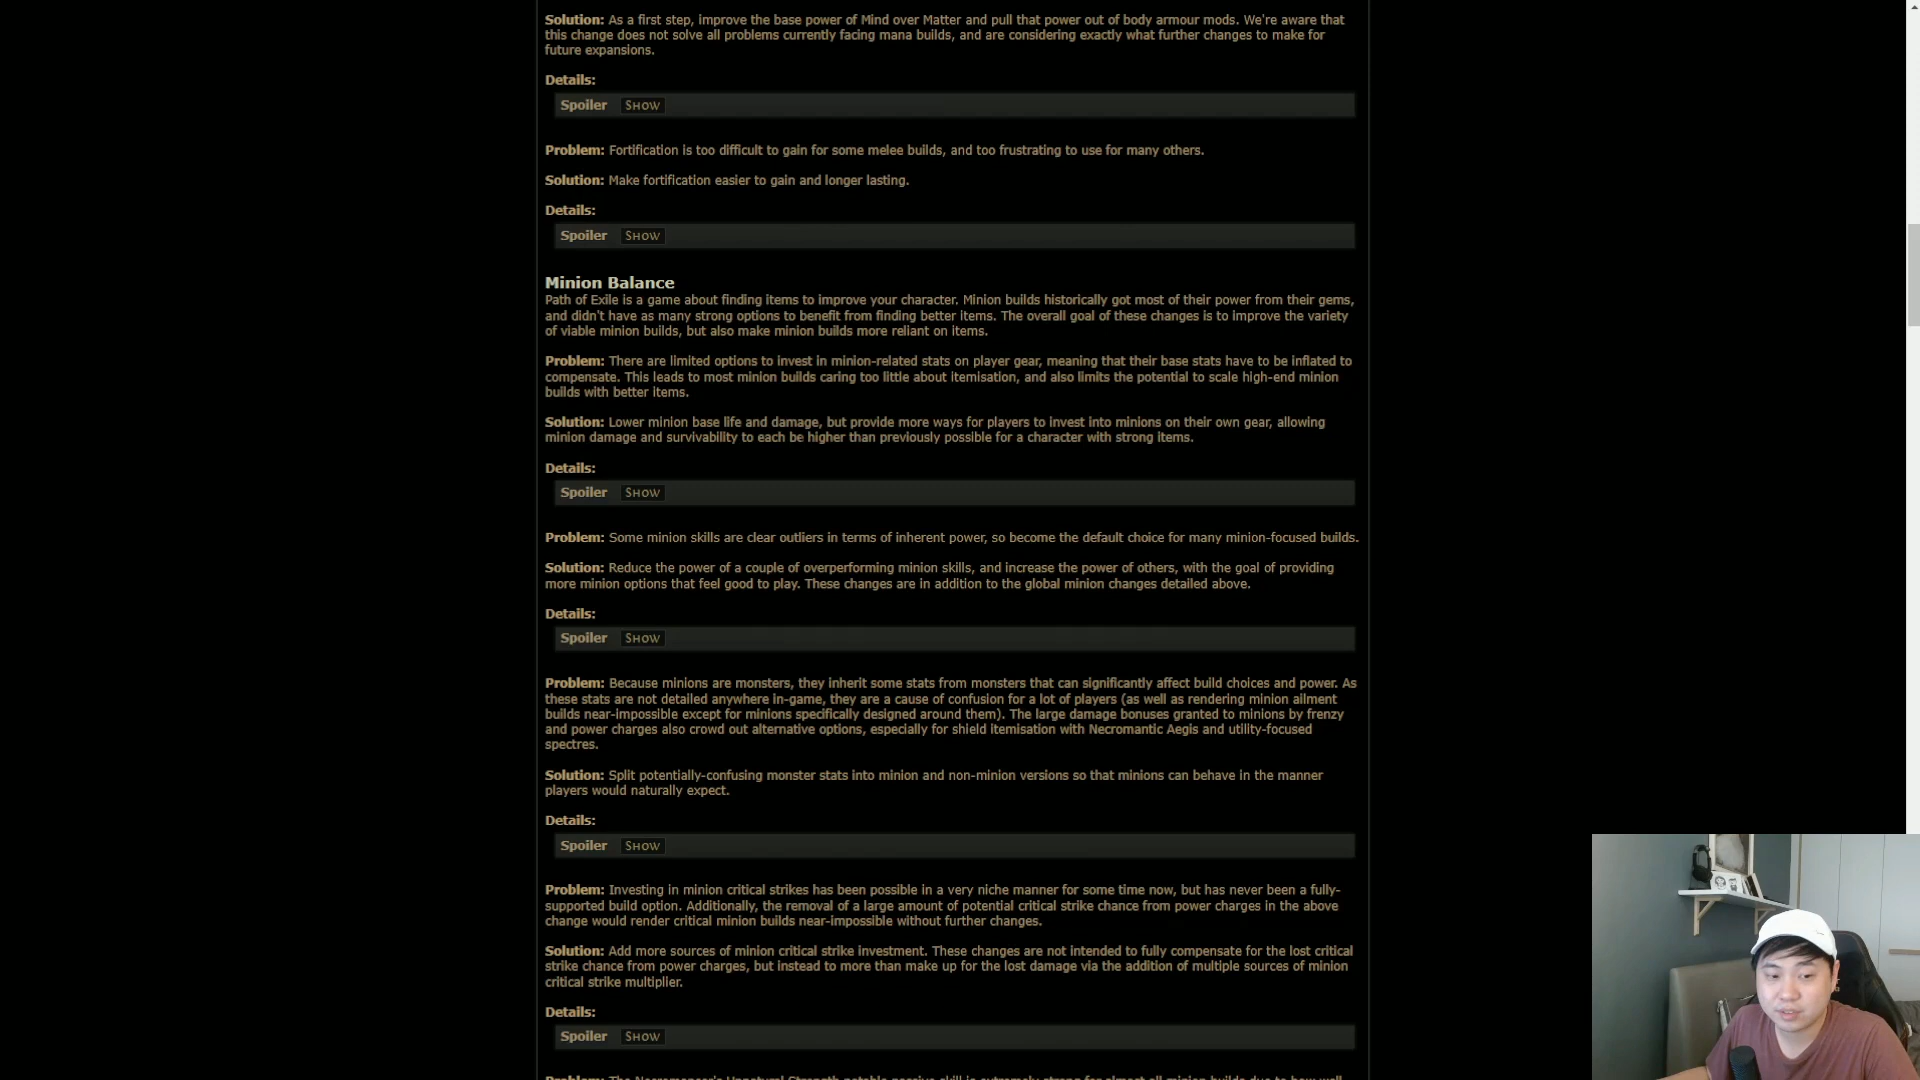 Solution: As a first step, improve the base power of Mind over Matter and pull that power out of body armour mods. We're aware that
this change does not solve all problems currently facing mana builds, and are considering exactly what further changes to make for
future expansions.
Details:
Spoiler SHOW
Problem: Fortification is too difficult to gain for some melee builds, and too frustrating to use for many others.
Solution: Make fortification easier to gain and longer lasting.
Details:
Spoiler SHOW
Minion Balance
Path of Exile is a game about finding items to improve your character. Minion builds historically got most of their power from their gems,
and didn't have as many strong options to benefit from finding better items. The overall goal of these changes is to improve the variety
of viable minion builds, but also make minion builds more reliant on items.
Problem: There are limited options to invest in minion-related stats on player gear, meaning that their base stats have to be inflated to
compensate. This leads to most minion builds caring too little about itemisation, and also limits the potential to scale high-end minion
builds with better items.
Solution: Lower minion base life and damage, but provide more ways for players to invest into minions on their own gear, allowing
minion damage and survivability to each be higher than previously possible for a character with strong items.
Details:
Spoiler SHOW
Problem: Some minion skills are clear outliers in terms of inherent power, so become the default choice for many minion-focused builds.
Solution: Reduce the power of a couple of overperforming minion skills, and increase the power of others, with the goal of providing
more minion options that feel good to play. These changes are in addition to the global minion changes detailed above.
Details:
Spoiler SHOW
Problem: Because minions are monsters, they inherit some stats from monsters that can significantly affect build choices and power. As
these stats are not detailed anywhere in-game, they are a cause of confusion for a lot of players (as well as rendering minion ailment
builds near-impossible except for minions specifically designed around them). The large damage bonuses granted to minions by frenzy
and power charges also crowd out alternative options, especially for shield itemisation with Necromantic Aegis and utility-focused
spectres.
Solution: Split potentially-confusing monster stats into minion and non-minion versions so that minions can behave in the manner
players would naturally expect.
Details:
Spoiler SHOW
Problem: Investing in minion critical strikes has been possible in a very niche manner for some time now, but has never been a fully-
supported build option. Additionally, the removal of a large amount of potential critical strike chance from power charges in the above
change would render critical minion builds near-impossible without further changes.
Solution: Add more sources of minion critical strike investment. These changes are not intended to fully compensate for the lost critical
strike chance from power charges, but instead to more than make up for the lost damage via the addition of multiple sources of minion
critical strike multiplier.
Details:
Spoiler SHOW
Problem: The Necromancer's Unnatural Strength notable passive skill is extremely strong for almost all minion builds due to how well